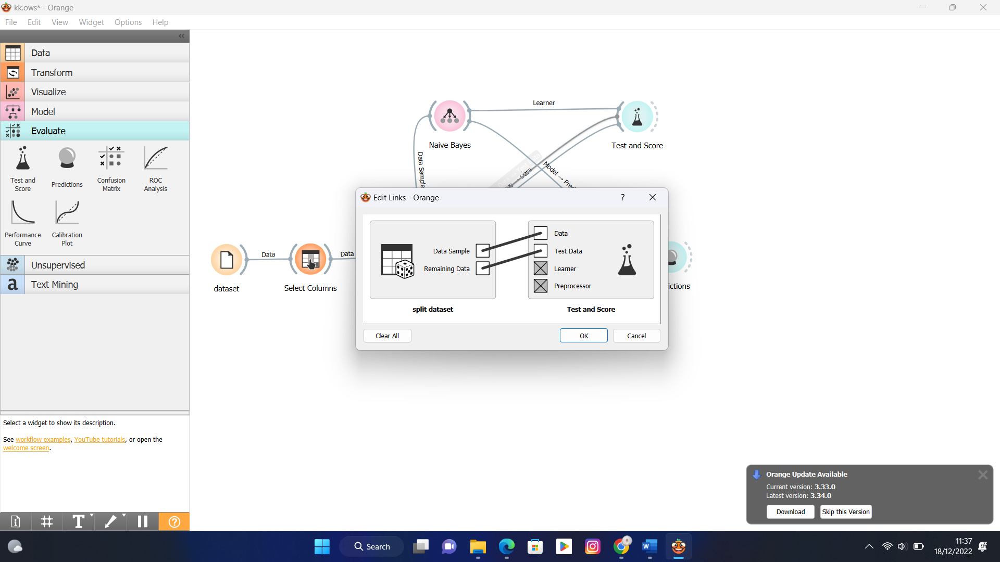 kk.ows* - Orange
File Edit View Widget Options Help
Data
Transform
Visualize
Model
Evaluate
Test and Score
Predictions
Confusion Matrix
ROC Analysis
Performance Curve
Calibration Plot
Unsupervised
a Text Mining
Select a widget to show its description.
See workflow examples, YouTube tutorials, or open the
welcome screen.
T
Learner
Naive Bayes
Test and Score
Data Sample
Data
Model → Pre
Data
Data
dataset
Select Columns
ictions
Edit Links - Orange
?
Data
Data Sample
Test Data
Remaining Data
Learner
Preprocessor
split dataset
Test and Score
Clear All
OK
Cancel
Orange Update Available
Current version: 3.33.0
Latest version: 3.34.0
Download
Skip this Version
Search
11:37
18/12/2022